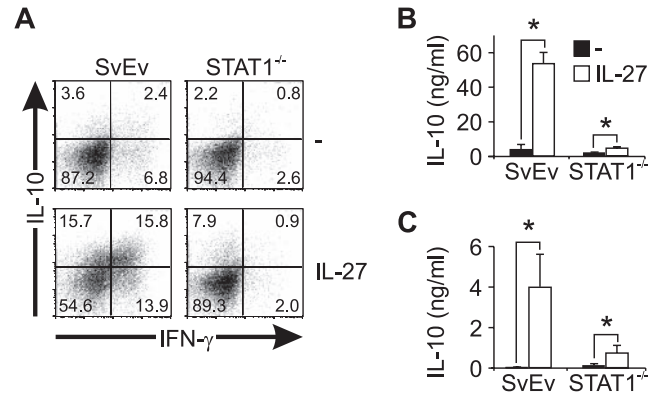 A
SvEv STAT1-/-
3.6 2.4 2.2 0.8
-
87.2 6.8 94.4 2.6
15.7 15.8 7.9 0.9
IL-27
54.6 13.9 89.3 2.0
IL-10
IFN-γ
B
IL-10 (ng/ml)
60
40
20
0
*
*
-
IL-27
SvEv STAT1-/-
C
IL-10 (ng/ml)
6
4
2
0
*
*
SvEv STAT1-/-